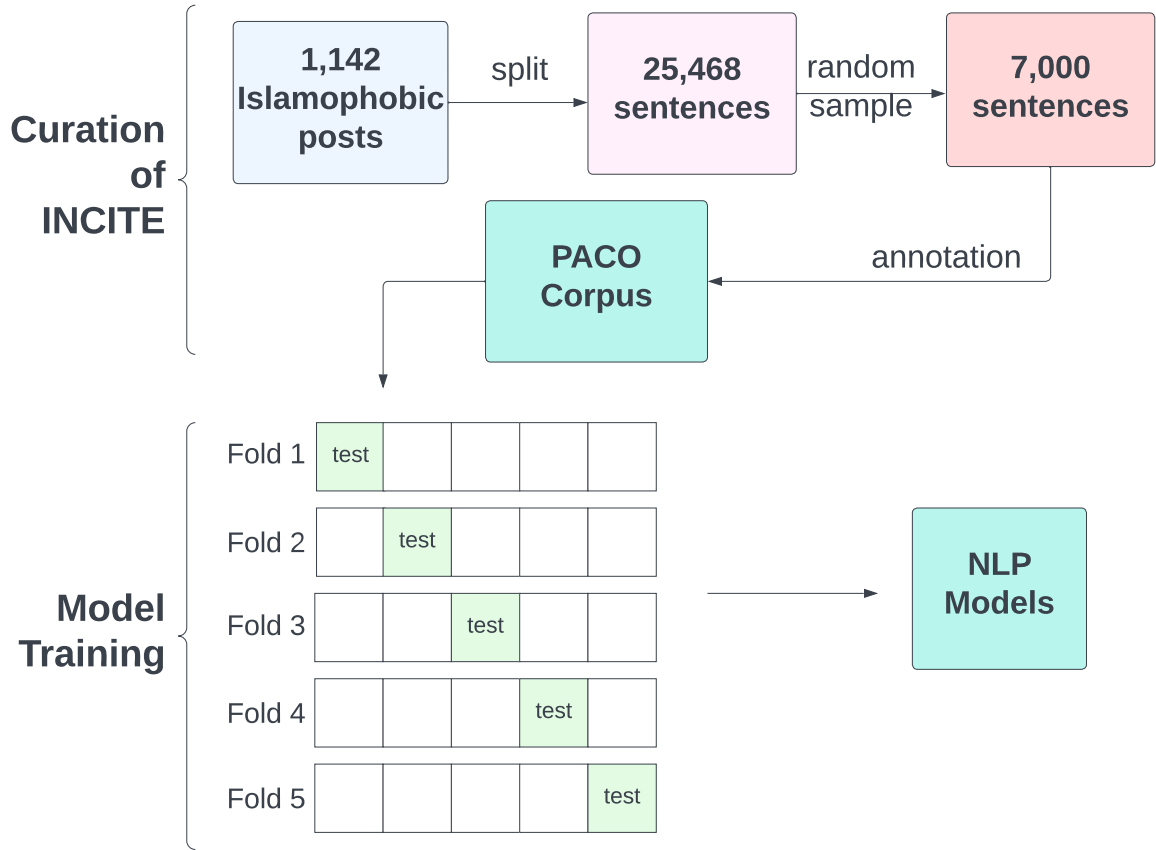 Curation
of
INCITE
1,142
Islamophobic
posts
split
25,468
sentences
random
sample
7,000
sentences
annotation
PACO
Corpus
Model
Training
Fold 1
test
Fold 2
test
Fold 3
test
Fold 4
test
Fold 5
test
NLP
Models